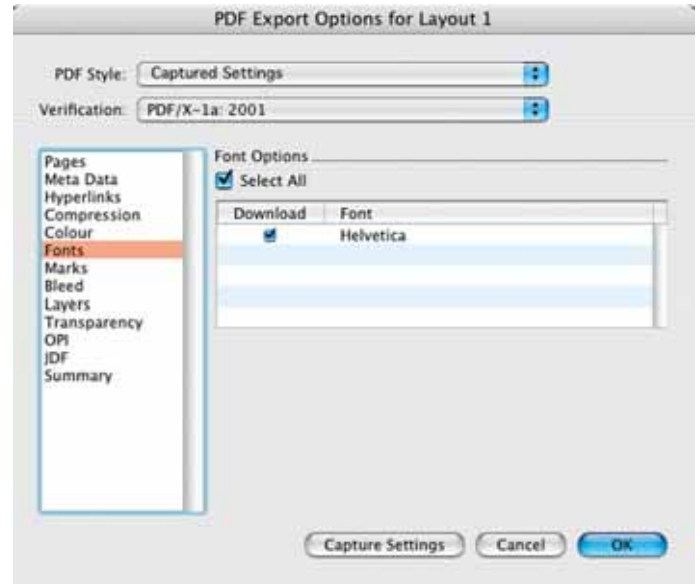 PDF Export Options for Layout 1
PDF Style: Captured Settings
Verification: PDF/X-1a: 2001
Pages
Meta Data
Hyperlinks
Compression
Colour
Fonts
Marks
Bleed
Layers
Transparency
OPI
JDF
Summary
Font Options
Select All
Download Font
Helvetica
Capture Settings Cancel OK